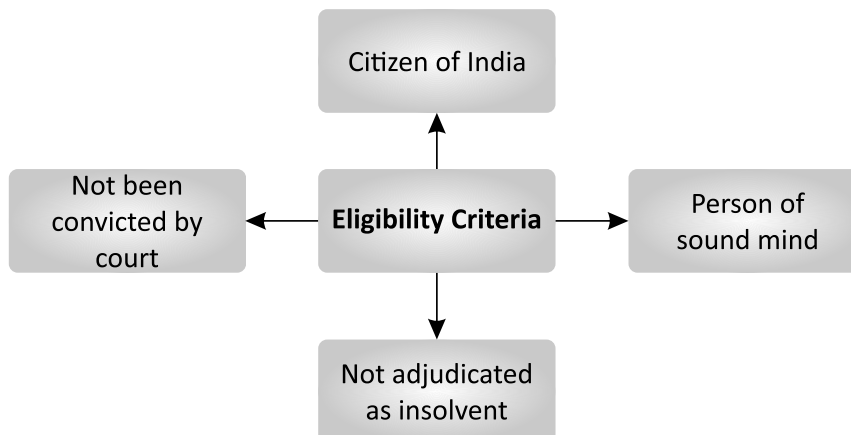 Citizen of India
Not been
convicted by
court
Eligibility Criteria
Person of
sound mind
Not adjudicated
as insolvent